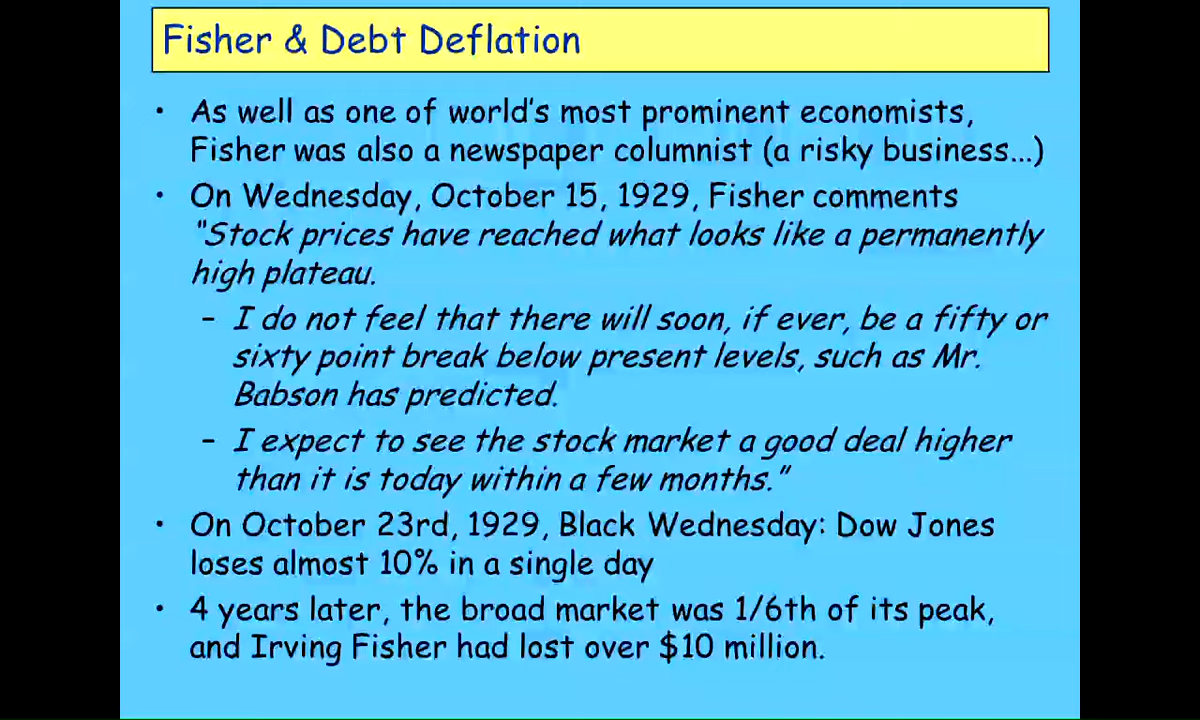 Fisher & Debt Deflation
• As well as one of world's most prominent economists,
Fisher was also a newspaper columnist (a risky business...)
• On Wednesday, October 15, 1929, Fisher comments
"Stock prices have reached what looks like a permanently
high plateau.
– I do not feel that there will soon, if ever, be a fifty or
sixty point break below present levels, such as Mr.
Babson has predicted.
– I expect to see the stock market a good deal higher
than it is today within a few months."
• On October 23rd, 1929, Black Wednesday: Dow Jones
loses almost 10% in a single day
• 4 years later, the broad market was 1/6th of its peak,
and Irving Fisher had lost over $10 million.